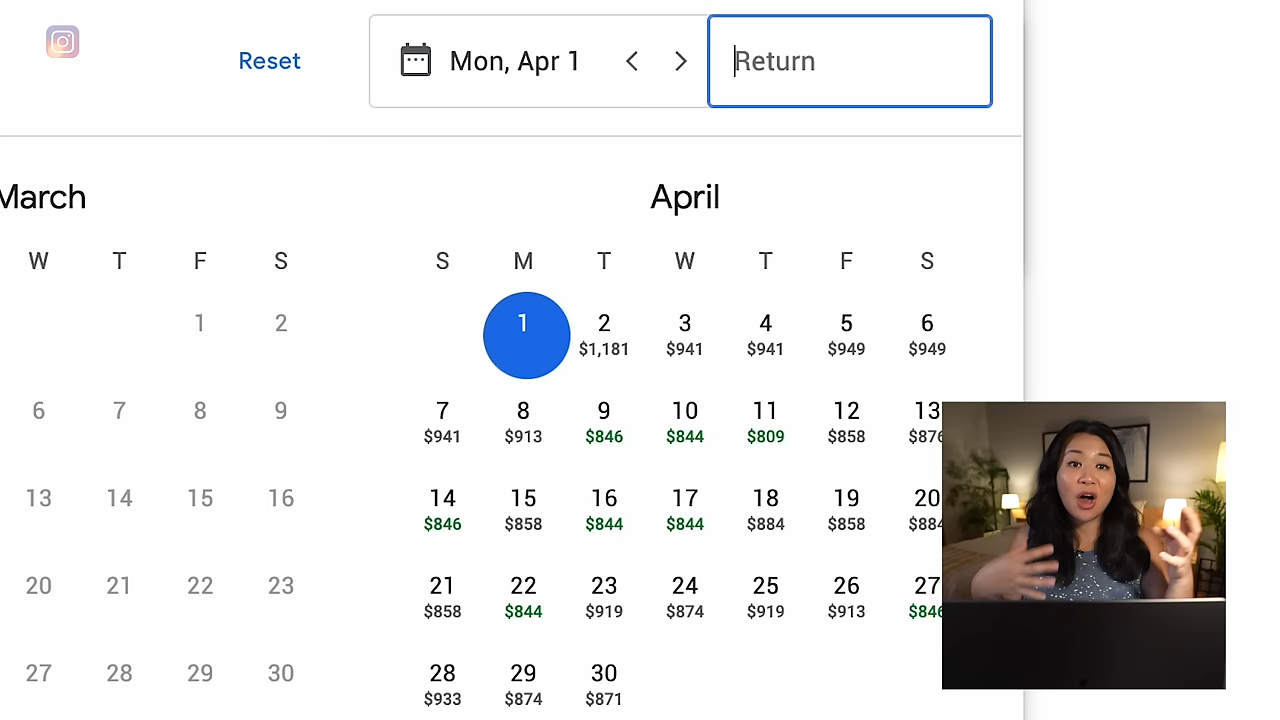 Reset
Mon, Apr 1
Return
March
April
W T F S
S M T W T F S
1 2
1 2 3 4 5 6
$1,181 $941 $941 $949 $949
6 7 8 9
7 8 9 10 11 12 13
$941 $913 $846 $844 $809 $858 $876
13 14 15 16
14 15 16 17 18 19 20
$846 $858 $844 $844 $884 $858 $884
20 21 22 23
21 22 23 24 25 26 27
$858 $844 $919 $874 $919 $913 $846
27 28 29 30
28 29 30
$933 $874 $871